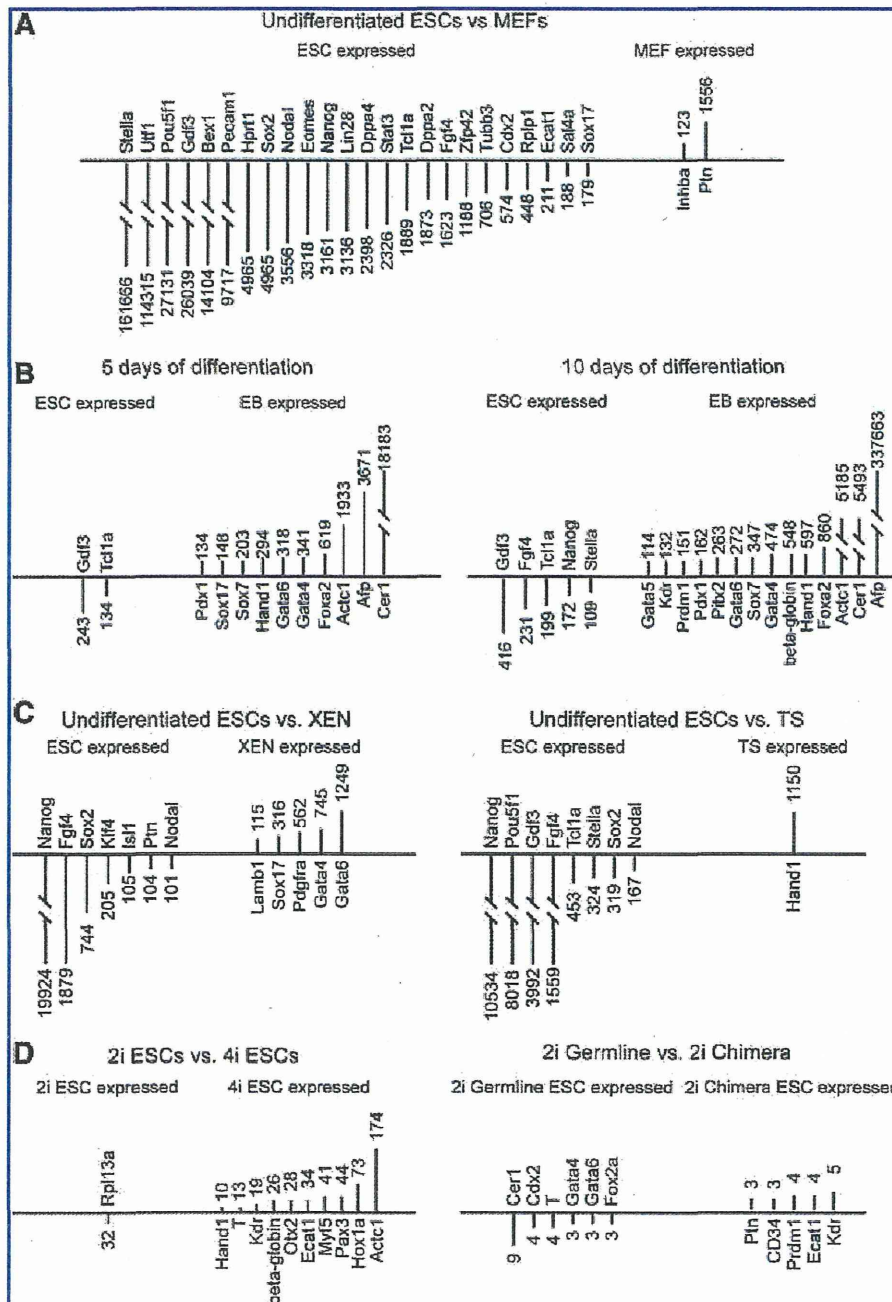 A
Undifferentiated ESCs vs MEFs
ESC expressed
MEF expressed
Stella
Utf1
Pou5f1
Gdf3
Bex1
Pecam1
Hprt1
Sox2
Nodal
Eomes
Nanog
Lin28
Dppa4
Stat3
Tcl1a
Dppa2
Fgf4
Zfp42
Tubb3
Cdx2
Rplp1
Ecat1
Sal4a
Sox17
123
1556
161666
114315
27131
26039
14104
9717
4965
4965
3556
3318
3161
3136
2398
2326
1889
1873
1623
1188
706
574
448
211
188
179
Inhba
Ptn
B
5 days of differentiation
ESC expressed
EB expressed
Gdf3
Tcl1a
134
148
203
294
318
341
619
1933
3671
18183
243
134
Pdx1
Sox17
Sox7
Hand1
Gata6
Gata4
Foxa2
Actc1
Afp
Cer1
10 days of differentiation
ESC expressed
EB expressed
Gdf3
Fgf4
Tcl1a
Nanog
Stella
114
132
151
162
263
272
347
474
548
597
860
5185
5493
337663
416
231
199
172
109
Gata5
Kdr
Prdm1
Pdx1
Pitx2
Gata6
Sox7
Gata4
beta-globin
Hand1
Foxa2
Actc1
Cer1
Afp
C
Undifferentiated ESCs vs. XEN
ESC expressed
XEN expressed
Nanog
Fgf4
Sox2
Klf4
Isl1
Ptn
Nodal
115
316
562
745
1249
19924
1879
744
205
105
104
101
Lamb1
Sox17
Pdgfra
Gata4
Gata6
Undifferentiated ESCs vs. TS
ESC expressed
TS expressed
Nanog
Pou5f1
Gdf3
Fgf4
Tcl1a
Stella
Sox2
Nodal
1150
10534
8018
3992
1559
453
324
319
167
Hand1
D
2i ESCs vs. 4i ESCs
2i ESC expressed
4i ESC expressed
Rpl13a
10
13
19
26
28
34
41
44
73
174
32
Hand1
T
Kdr
beta-globin
Otx2
Ecat1
Myf5
Pax3
Hox1a
Actc1
2i Germline vs. 2i Chimera
2i Germline ESC expressed
2i Chimera ESC expressed
Cer1
Cdx2
T
Gata4
Gata6
Fox2a
3
3
4
4
5
9
4
4
3
3
3
Ptn
CD34
Prdm1
Ecat1
Kdr